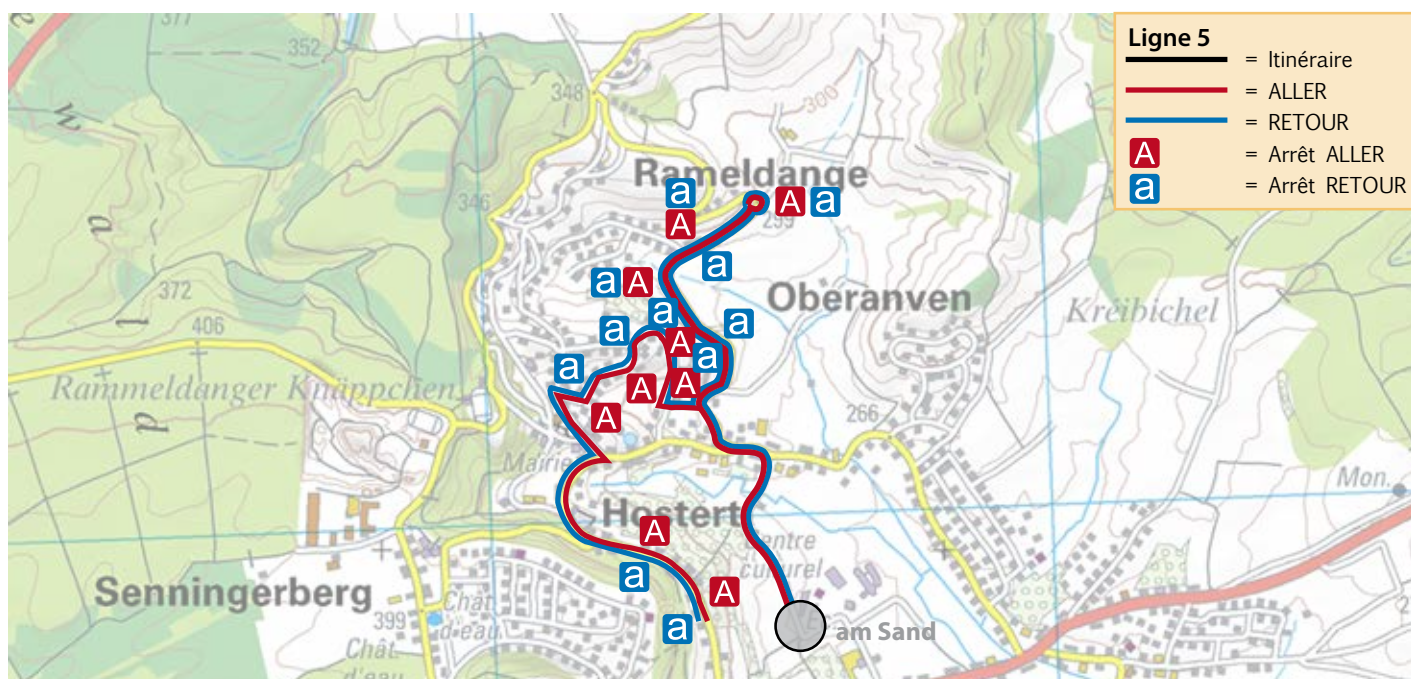 Ligne 5
= Itinéraire
= ALLER
= RETOUR
A = Arrêt ALLER
a = Arrêt RETOUR
377
352
348
300
Rameldange
a
A
A a
299
346
a
a A
Oberanven
372
406
a
a
a
A
a
Kreibichel
Rammeldanger Knäppchen
a
A
A
A
266
Mairie
Mon.
Hostert
A
Centre
culturel
a
Senningerberg
A
399
Chât.
d'eau
a
am Sand
Chât.
d'eau
w
a
l
d